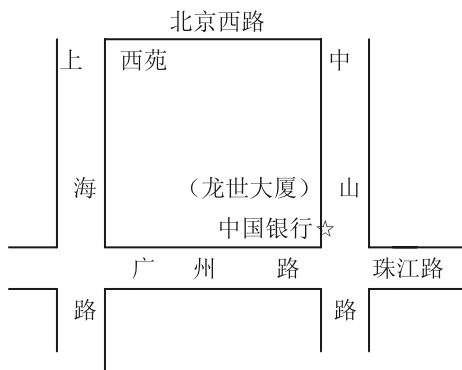 北京西路
上 西苑 中
海 （龙世大厦） 山
中国银行☆
广 州 路 珠江路
路 路